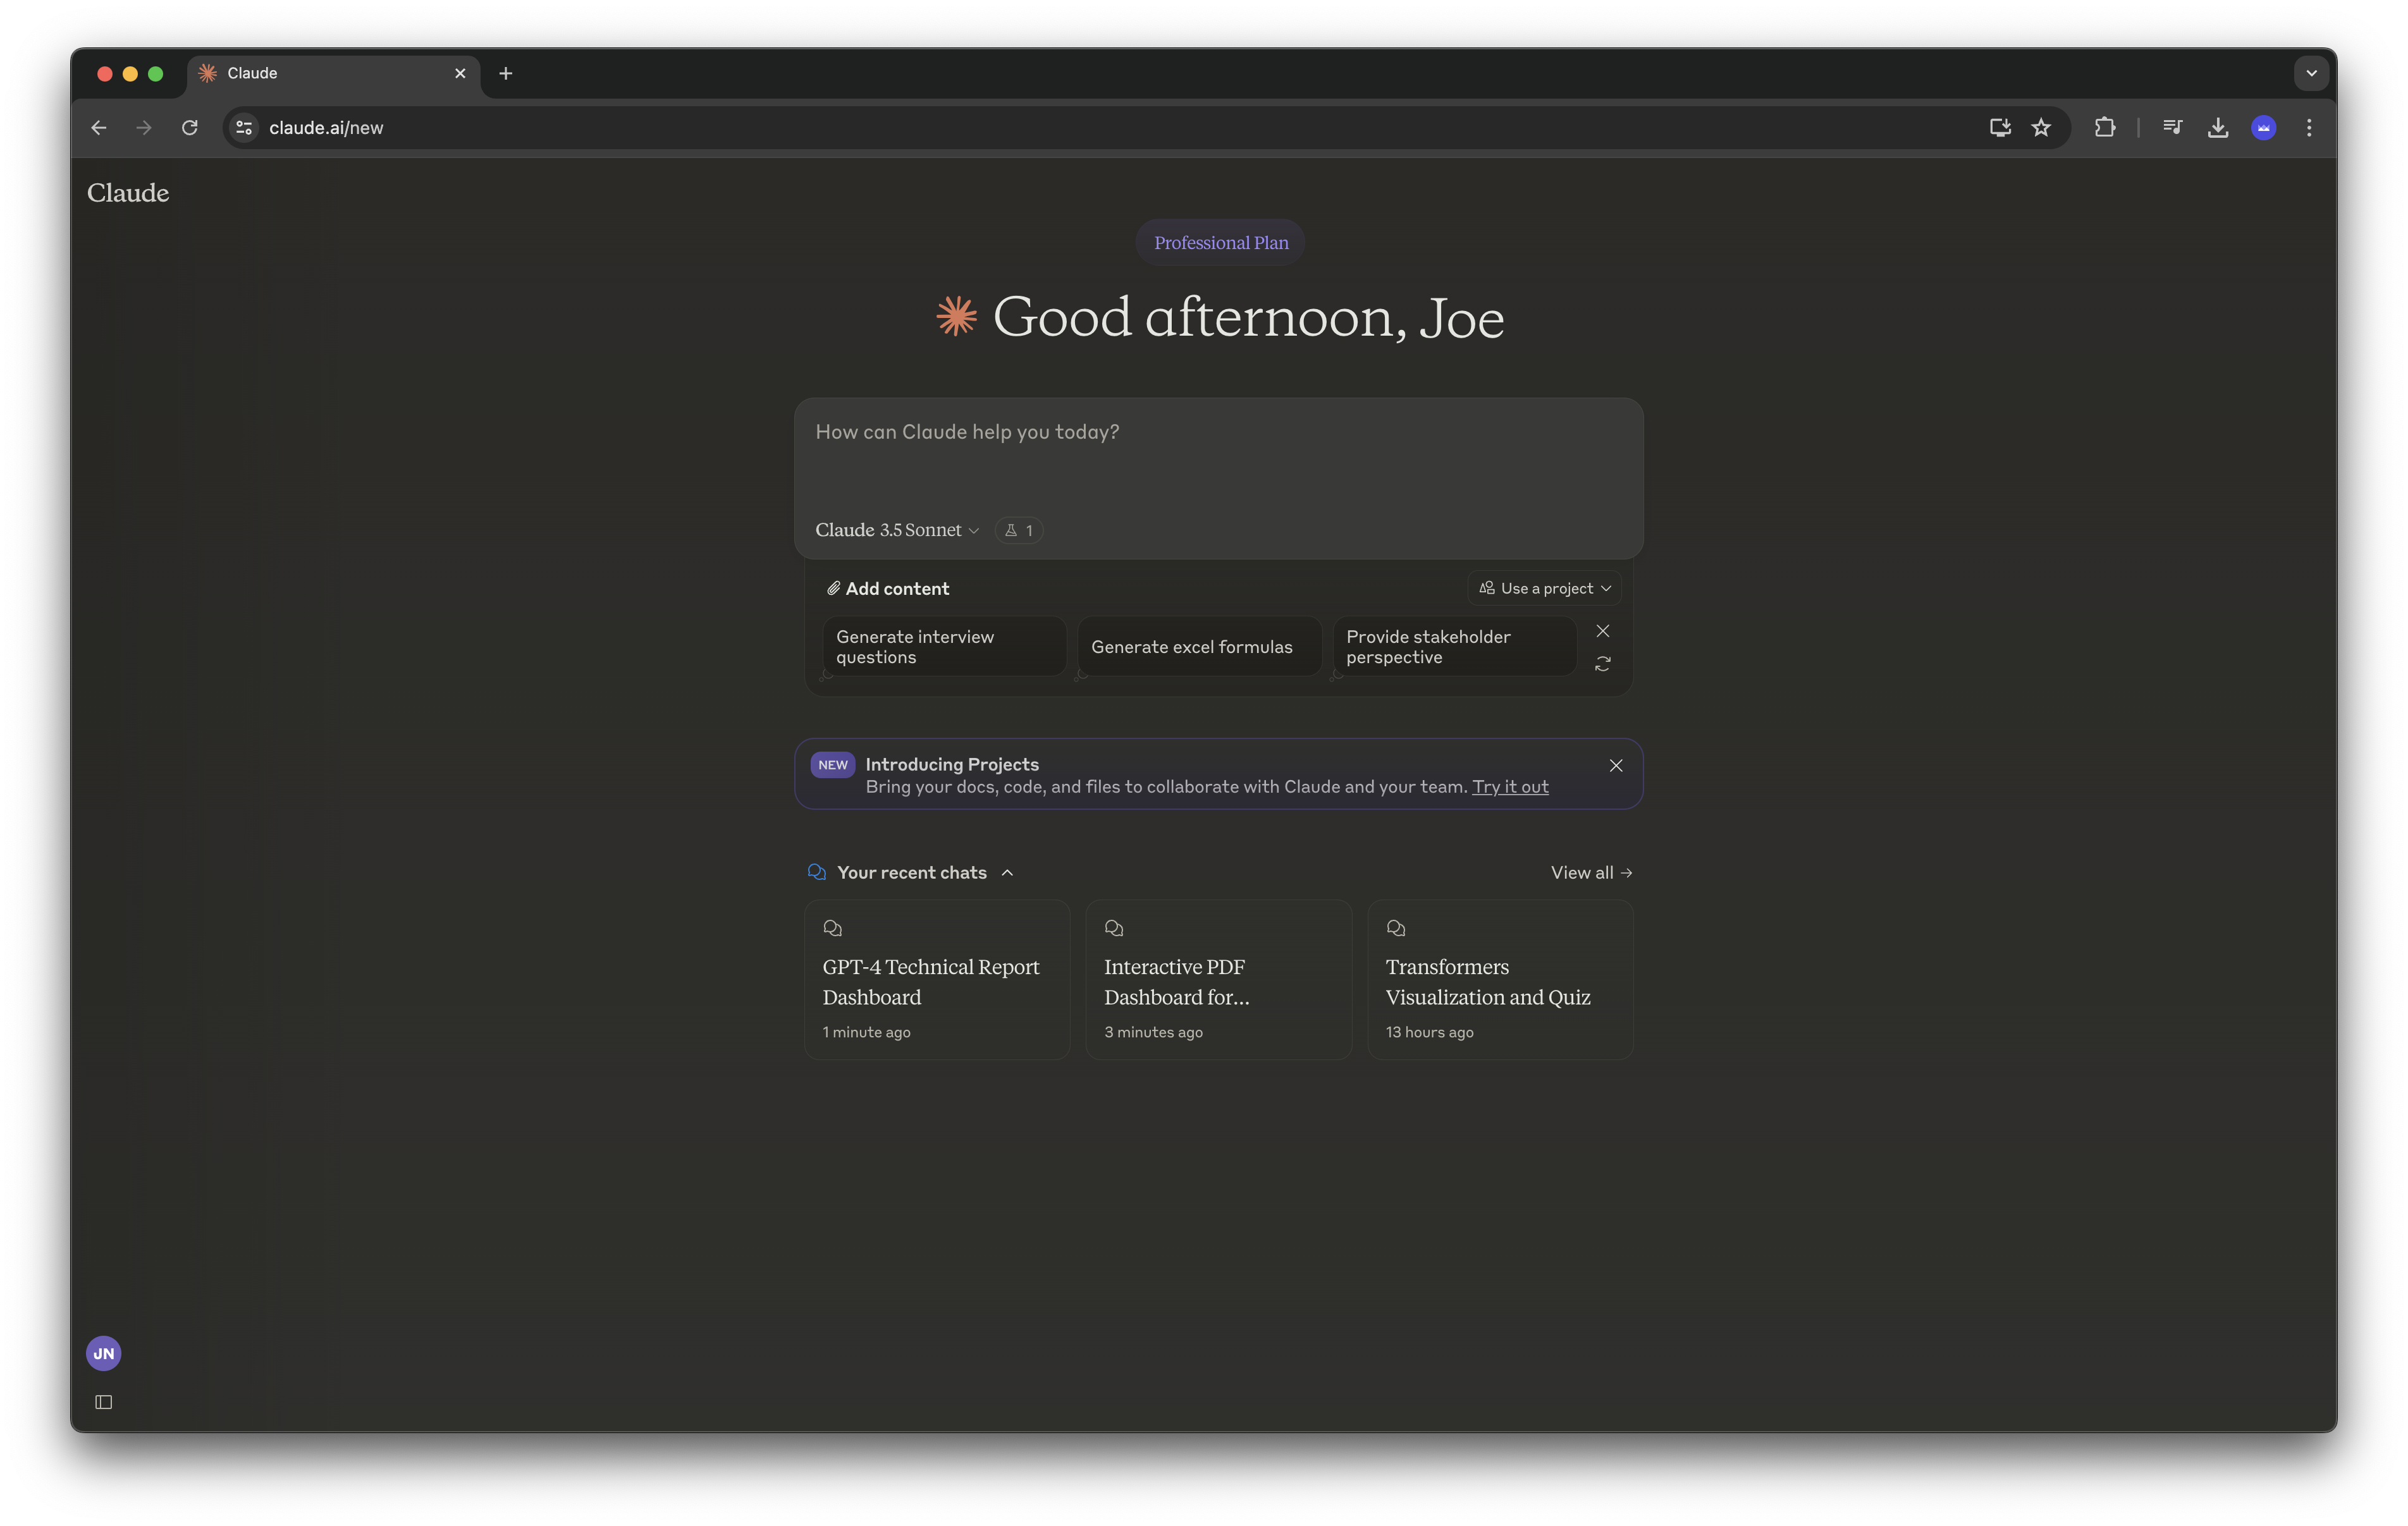 Claude
claude.ai/new
Claude
Professional Plan
Good afternoon, Joe
How can Claude help you today?
Claude 3.5 Sonnet 1
Add content
Use a project
Generate interview
questions
Generate excel formulas
Provide stakeholder
perspective
NEW Introducing Projects
Bring your docs, code, and files to collaborate with Claude and your team. Try it out
Your recent chats
View all →
GPT-4 Technical Report
Dashboard
1 minute ago
Interactive PDF
Dashboard for...
3 minutes ago
Transformers
Visualization and Quiz
13 hours ago
JN